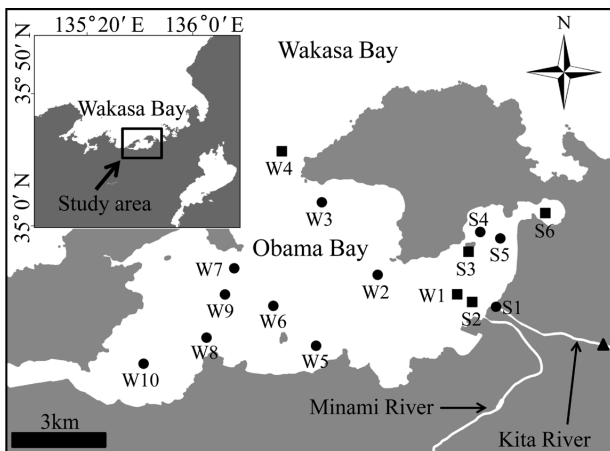 135°20′ E
136°0′ E
35°50′ N
35°0′ N
Wakasa Bay
Study area
Wakasa Bay
N
W4
W3
S4
S5
S6
S3
Obama Bay
W7
W2
W9
W6
W1
S2
S1
W8
W5
W10
3km
Minami River
Kita River